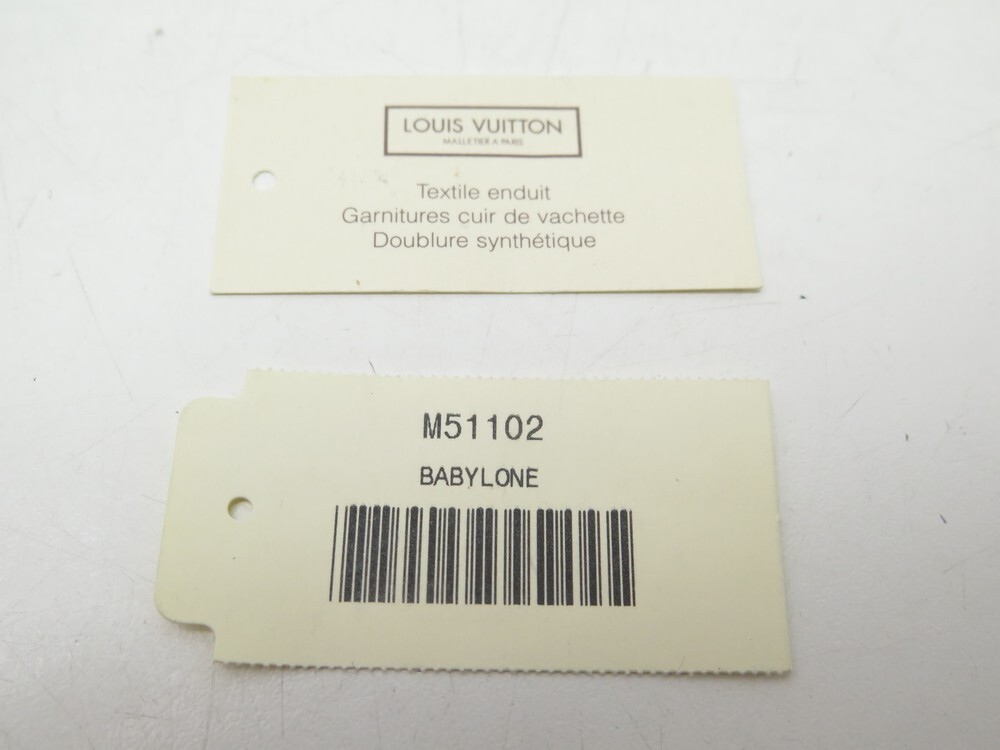 LOUIS VUITTON
MALLETIER A PARIS
Textile enduit
Garnitures cuir de vachette
Doublure synthétique
M51102
BABYLONE